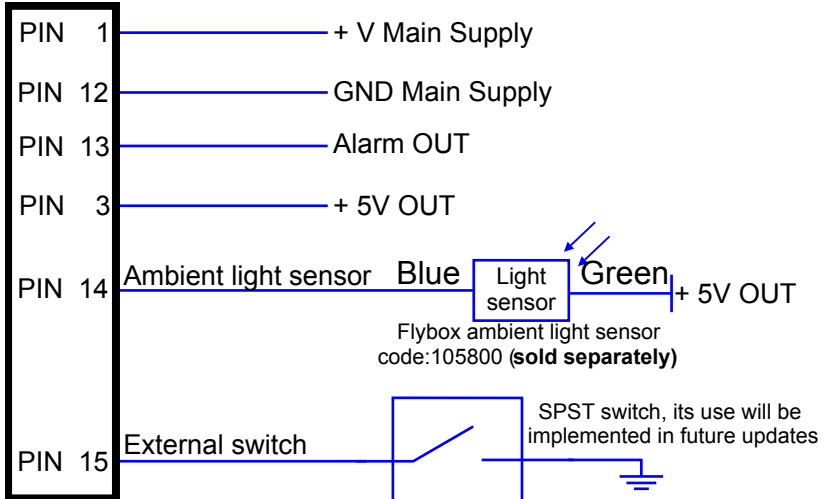 PIN 1 + V Main Supply
PIN 12 GND Main Supply
PIN 13 Alarm OUT
PIN 3 + 5V OUT
PIN 14 Ambient light sensor Blue Light sensor Green + 5V OUT
Flybox ambient light sensor
code:105800 (sold separately)
PIN 15 External switch
SPST switch, its use will be
implemented in future updates